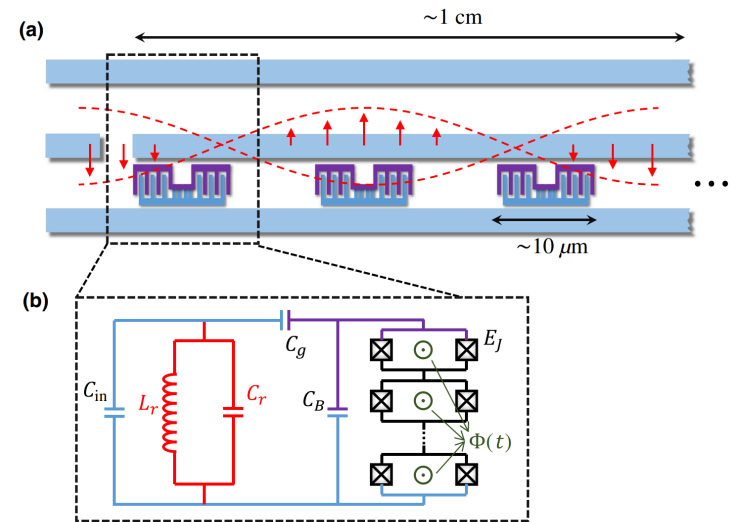 (a)
~1 cm
...
~10 μm
(b)
C_in
L_r
C_r
C_g
C_B
E_J
Φ(t)